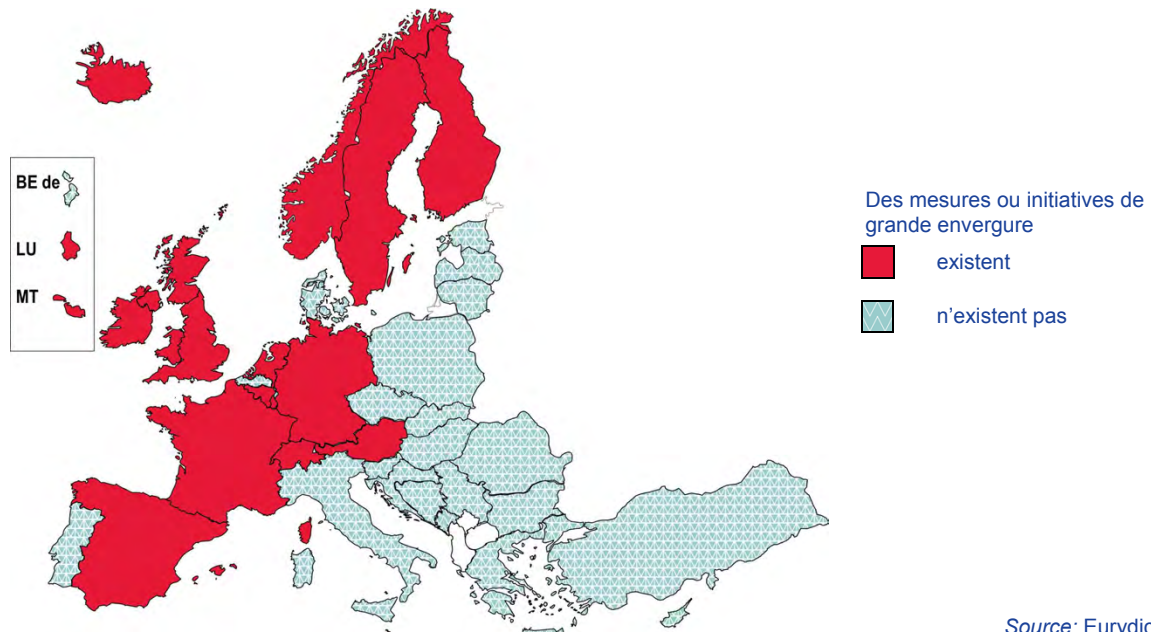 BE de
LU
MT
Des mesures ou initiatives de
grande envergure
existent
n'existent pas
Source: